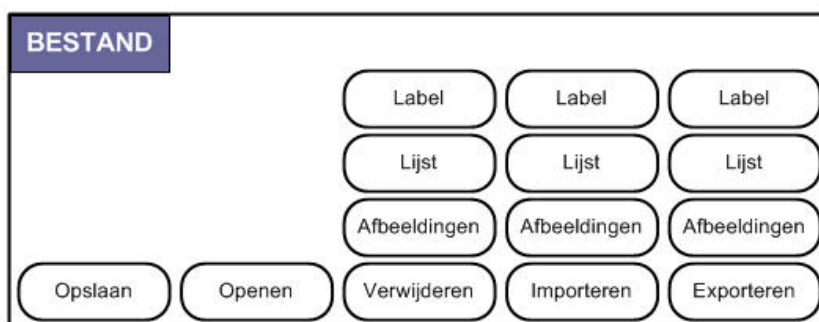 BESTAND
Label Label Label
Lijst Lijst Lijst
Afbeeldingen Afbeeldingen Afbeeldingen
Opslaan Openen Verwijderen Importeren Exporteren